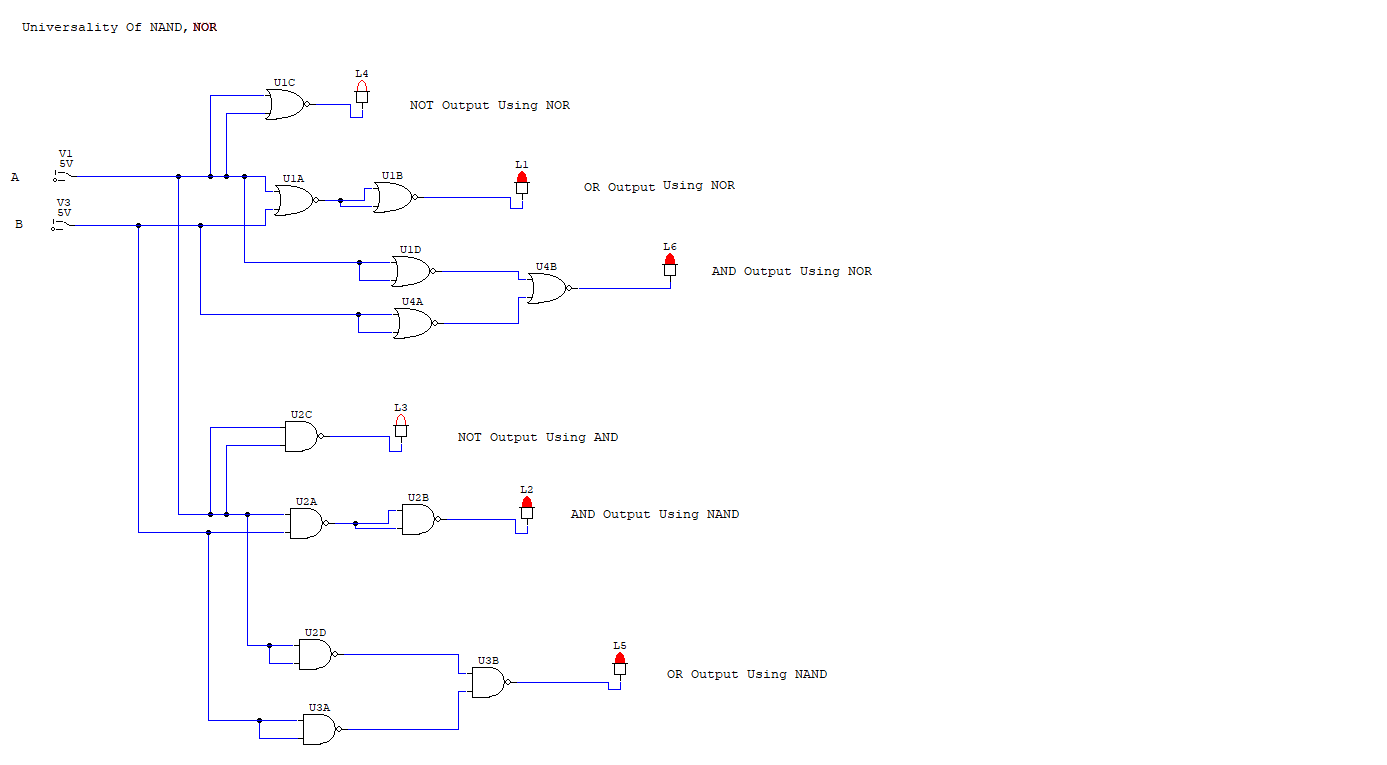 Universality Of NAND, NOR
L4
U1C
NOT Output Using NOR
V1
5V
A
L1
U1A
U1B
OR Output Using NOR
V3
5V
B
L6
U1D
U4B
AND Output Using NOR
U4A
L3
U2C
NOT Output Using AND
L2
U2A
U2B
AND Output Using NAND
U2D
L5
U3B
OR Output Using NAND
U3A